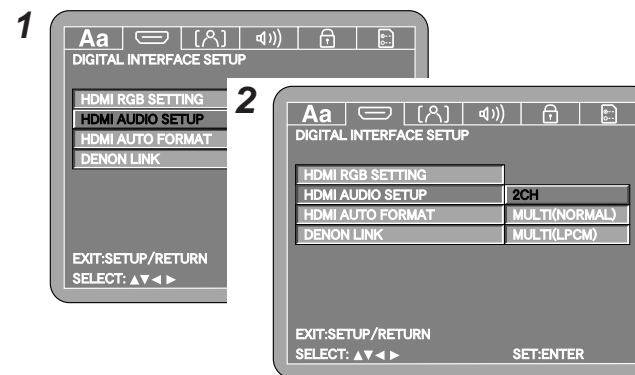 1
Aa
DIGITAL INTERFACE SETUP
HDMI RGB SETTING
HDMI AUDIO SETUP
HDMI AUTO FORMAT
DENON LINK
EXIT:SETUP/RETURN
SELECT: ▲▼◄ ►
2
Aa
DIGITAL INTERFACE SETUP
HDMI RGB SETTING
HDMI AUDIO SETUP 2CH
HDMI AUTO FORMAT MULTI(NORMAL)
DENON LINK MULTI(LPCM)
EXIT:SETUP/RETURN
SELECT: ▲▼◄ ► SET:ENTER